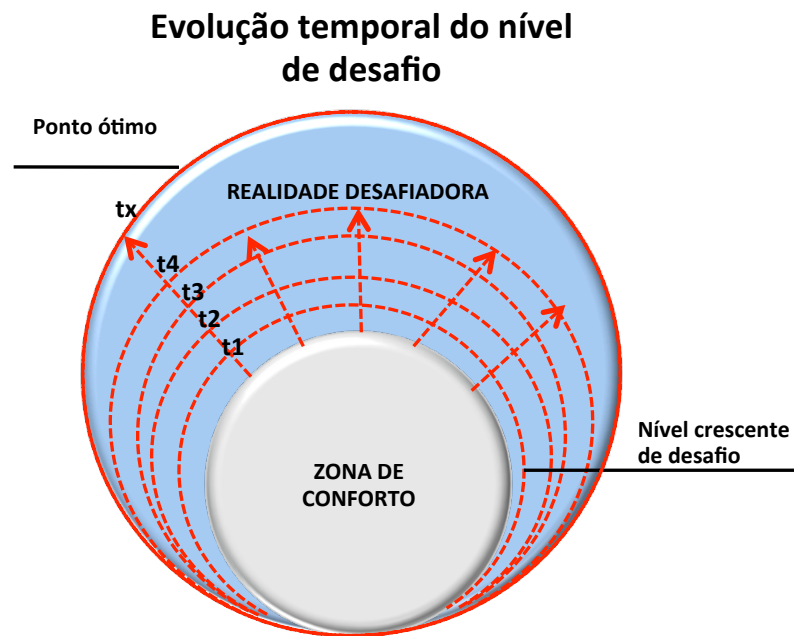 Evolução temporal do nível
de desafio
Ponto ótimo
REALIDADE DESAFIADORA
tx
t4
t3
t2
t1
Nível crescente
de desafio
ZONA DE
CONFORTO